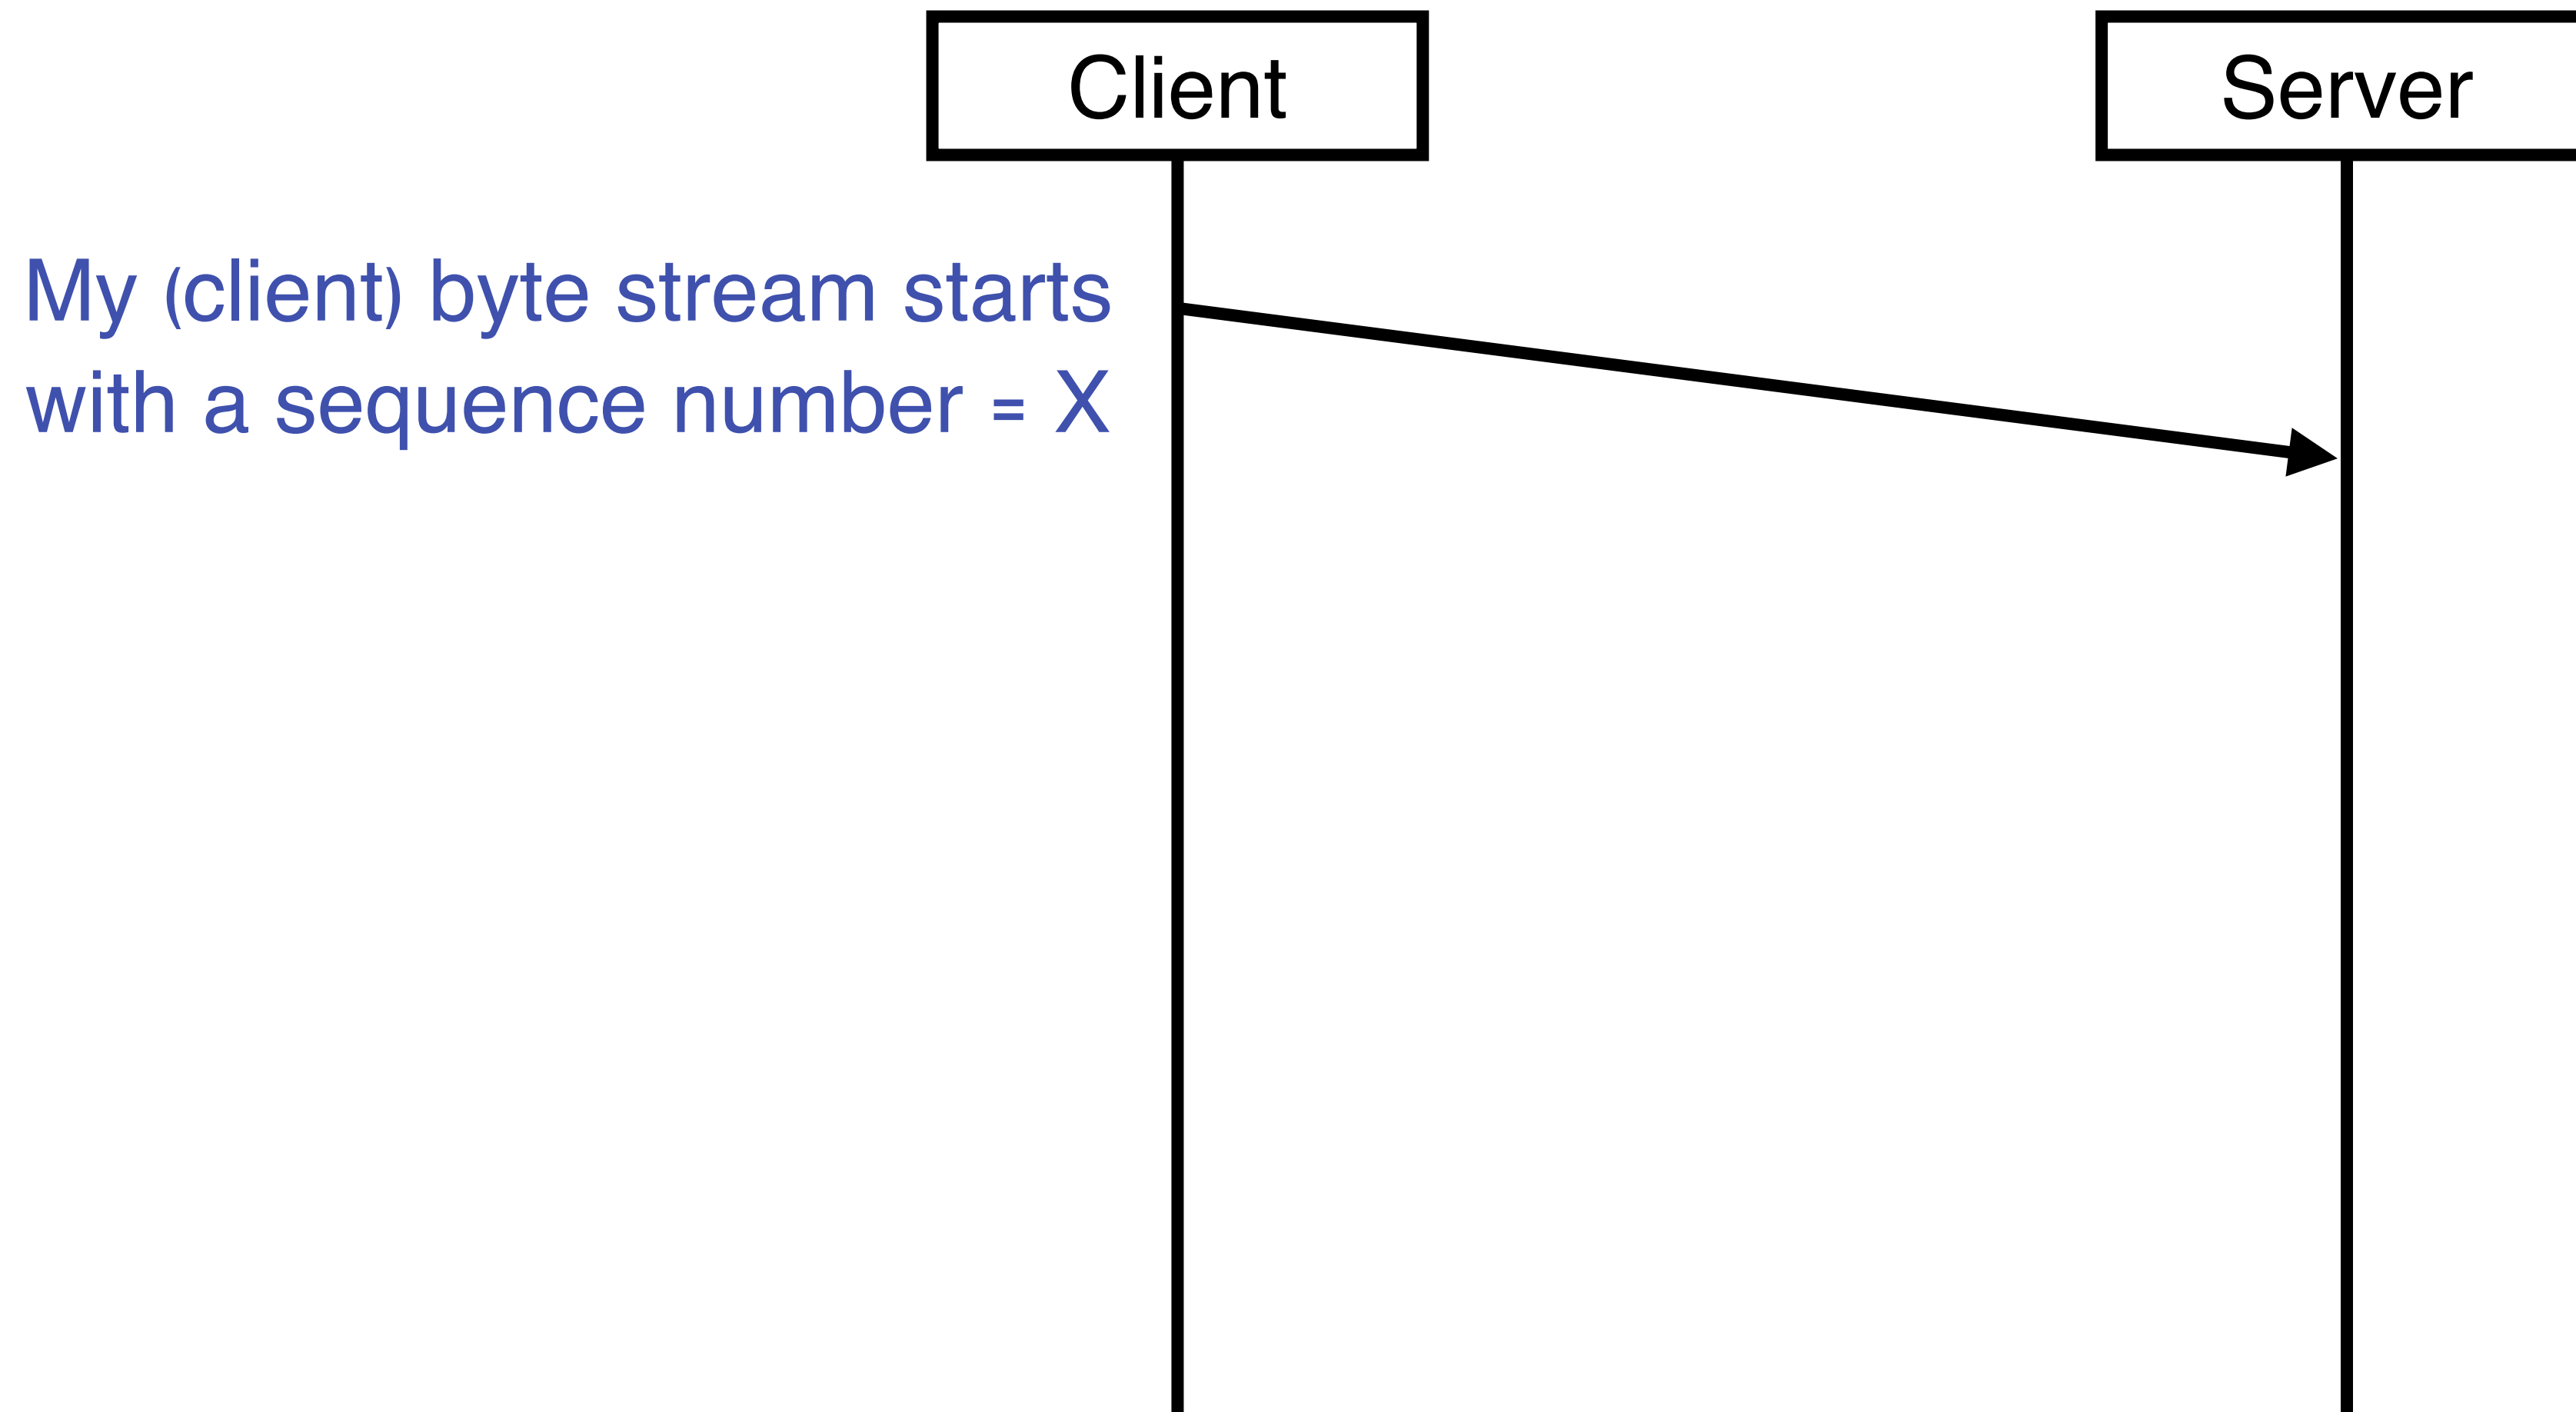 Client
Server
My (client) byte stream starts
with a sequence number = X